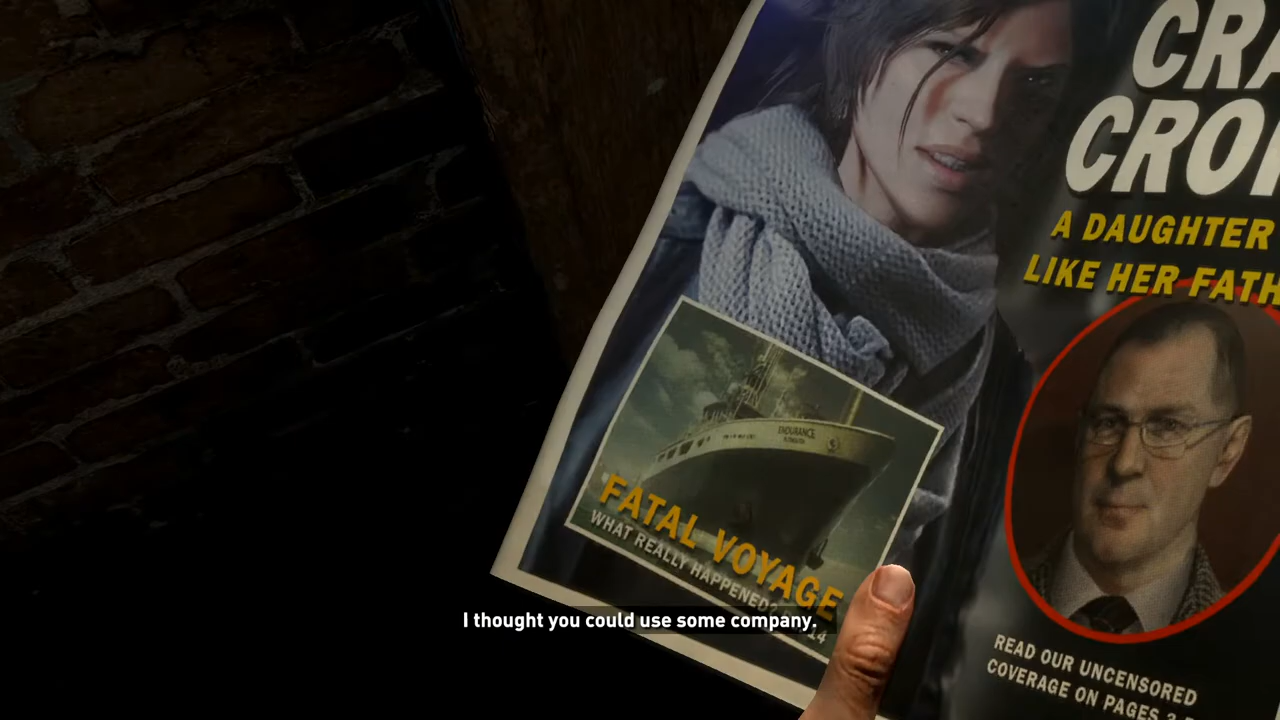 CRA
CRO
A DAUGHTER
LIKE HER FATH
ENDURANCE
FATAL VOYAGE
WHAT REALLY HAPPENED?
14
I thought you could use some company.
READ OUR UNCENSORED
COVERAGE ON PAGES